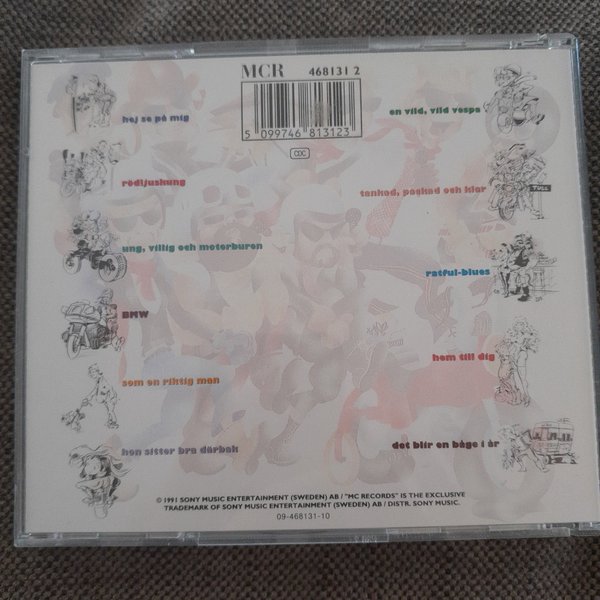 MCR 468131 2
5 099746 813123
CDC
hej se på mig
rödljuskung
ung, villig och motorburen
BMW
som en riktig man
hon sitter bra därbak
en vild, vild vespa
tankad, packad och klar
TULL
ratful-blues
hem till dig
det blir en båge i år
© 1991 SONY MUSIC ENTERTAINMENT (SWEDEN) AB / "MC RECORDS" IS THE EXCLUSIVE
TRADEMARK OF SONY MUSIC ENTERTAINMENT (SWEDEN) AB / DISTR. SONY MUSIC.
09-468131-10